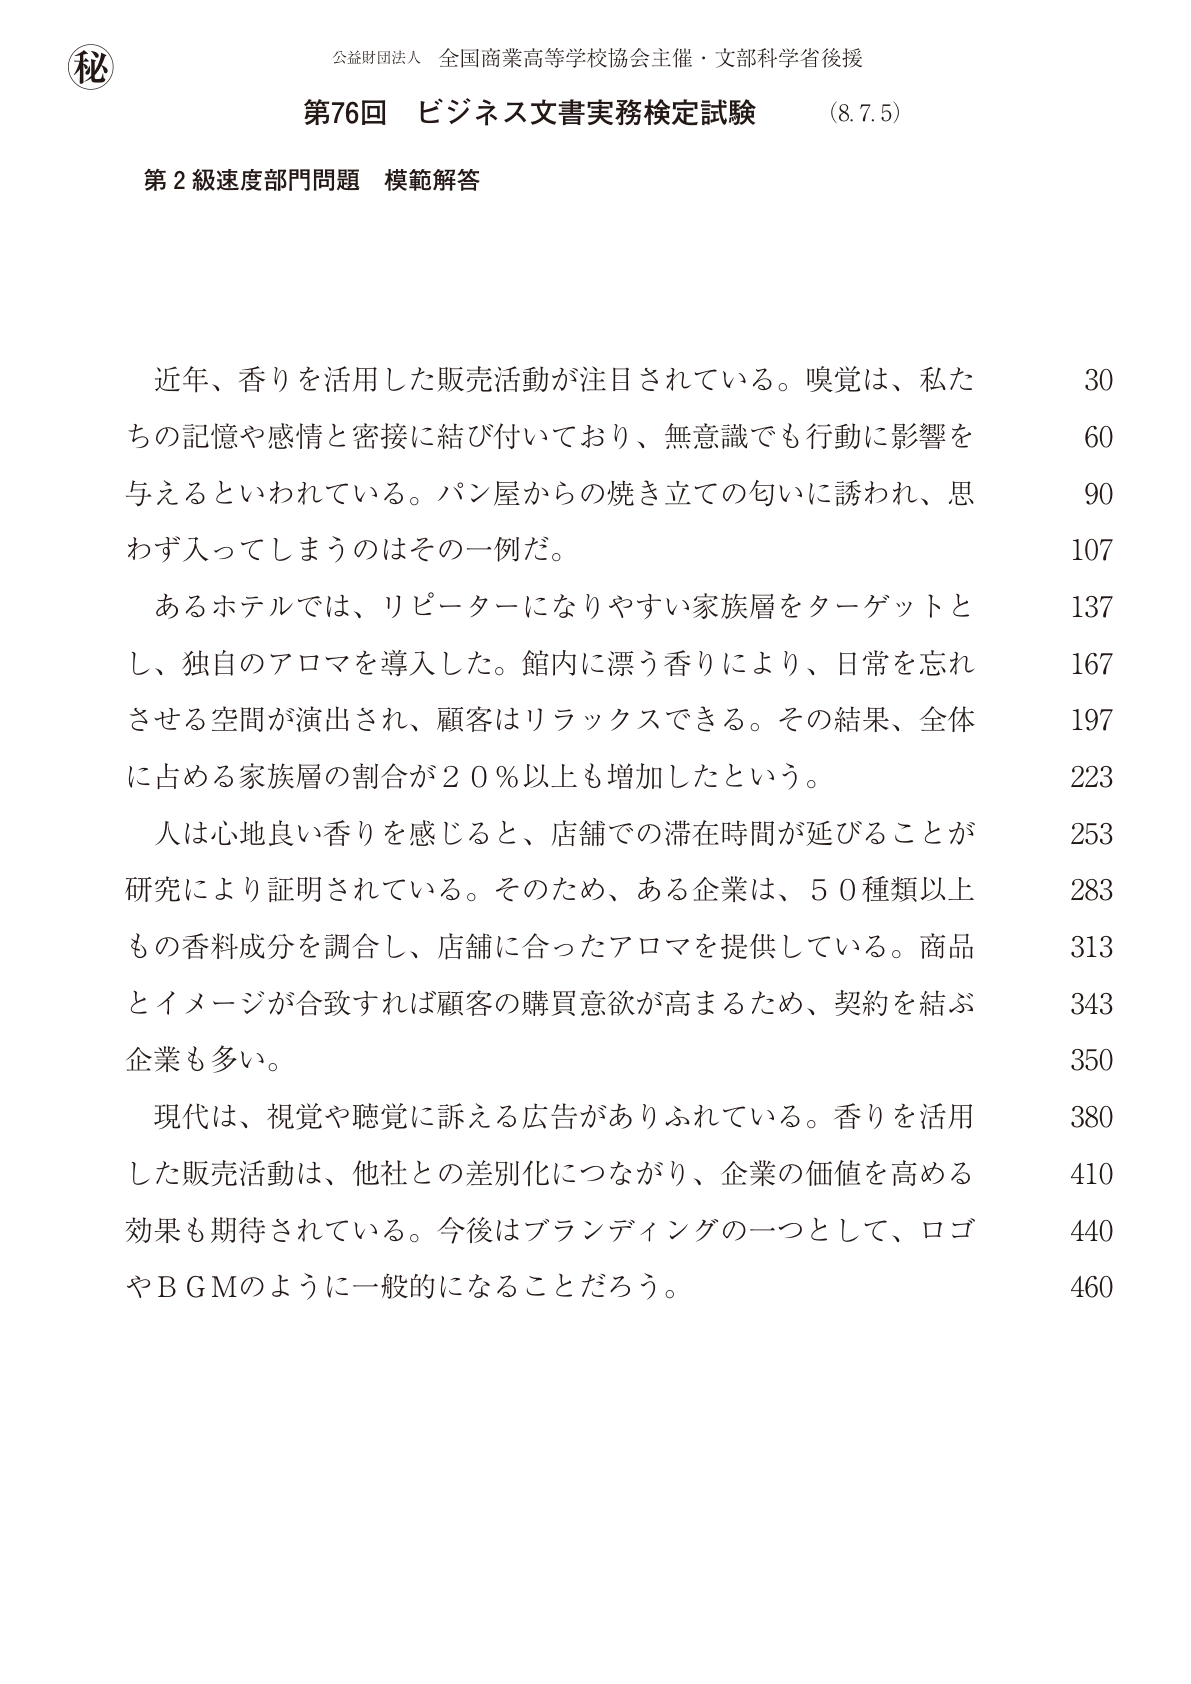 ㊙
公益財団法人　全国商業高等学校協会主催・文部科学省後援
第76回　ビジネス文書実務検定試験　（8.7.5）
第２級速度部門問題　模範解答
　近年、香りを活用した販売活動が注目されている。嗅覚は、私た　30
ちの記憶や感情と密接に結び付いており、無意識でも行動に影響を　60
与えるといわれている。パン屋からの焼き立ての匂いに誘われ、思　90
わず入ってしまうのはその一例だ。　107
　あるホテルでは、リピーターになりやすい家族層をターゲットと　137
し、独自のアロマを導入した。館内に漂う香りにより、日常を忘れ　167
させる空間が演出され、顧客はリラックスできる。その結果、全体　197
に占める家族層の割合が２０％以上も増加したという。　223
　人は心地良い香りを感じると、店舗での滞在時間が延びることが　253
研究により証明されている。そのため、ある企業は、５０種類以上　283
もの香料成分を調合し、店舗に合ったアロマを提供している。商品　313
とイメージが合致すれば顧客の購買意欲が高まるため、契約を結ぶ　343
企業も多い。　350
　現代は、視覚や聴覚に訴える広告がありふれている。香りを活用　380
した販売活動は、他社との差別化につながり、企業の価値を高める　410
効果も期待されている。今後はブランディングの一つとして、ロゴ　440
やＢＧＭのように一般的になることだろう。　460